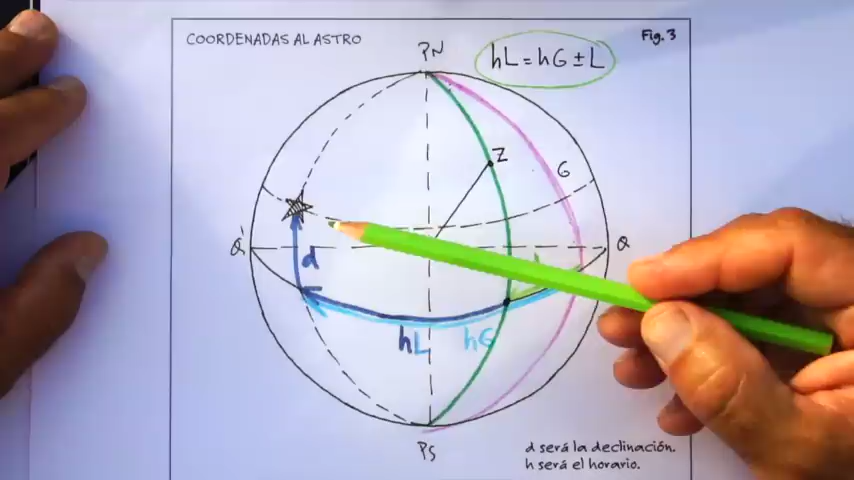 COORDENADAS AL ASTRO
Fig. 3
PN
hL = hG ± L
Z
G
Q'
Q
d
hL
hG
PS
d será la declinación.
h será el horario.